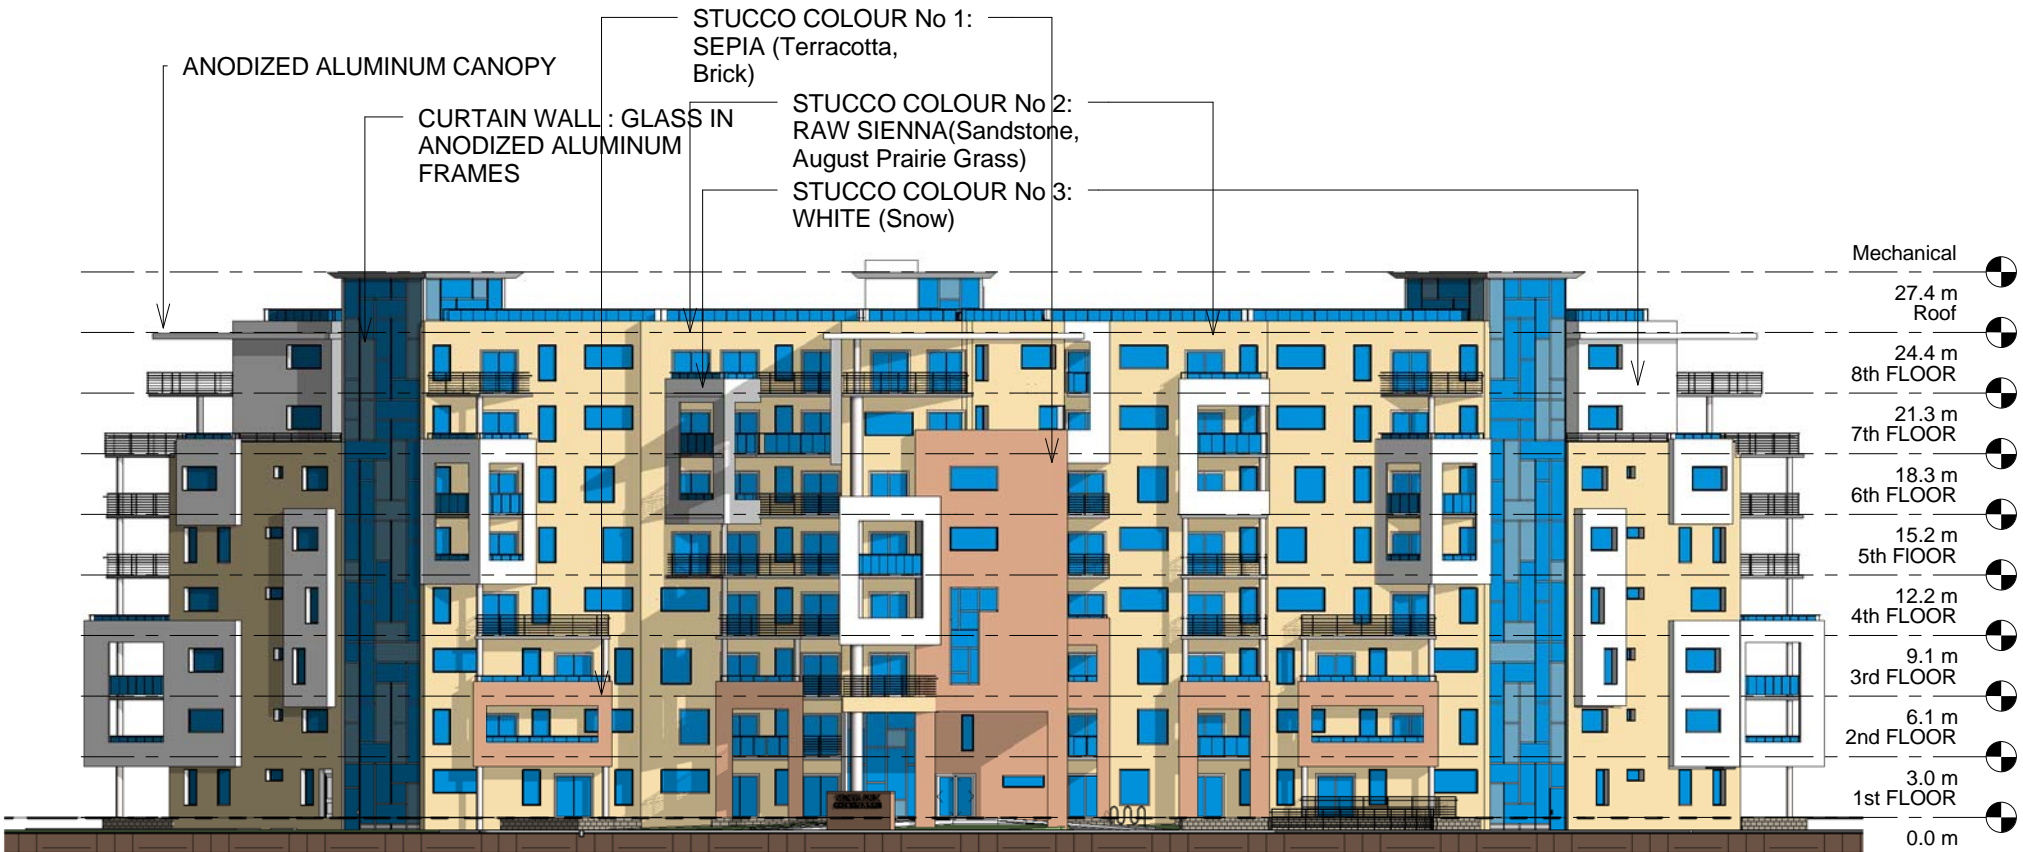 STUCCO COLOUR No 1:
SEPIA (Terracotta,
Brick)
ANODIZED ALUMINUM CANOPY
CURTAIN WALL : GLASS IN
ANODIZED ALUMINUM
FRAMES
STUCCO COLOUR No 2:
RAW SIENNA(Sandstone,
August Prairie Grass)
STUCCO COLOUR No 3:
WHITE (Snow)
Mechanical
27.4 m
Roof
24.4 m
8th FLOOR
21.3 m
7th FLOOR
18.3 m
6th FLOOR
15.2 m
5th FlOOR
12.2 m
4th FLOOR
9.1 m
3rd FLOOR
6.1 m
2nd FLOOR
3.0 m
1st FLOOR
0.0 m